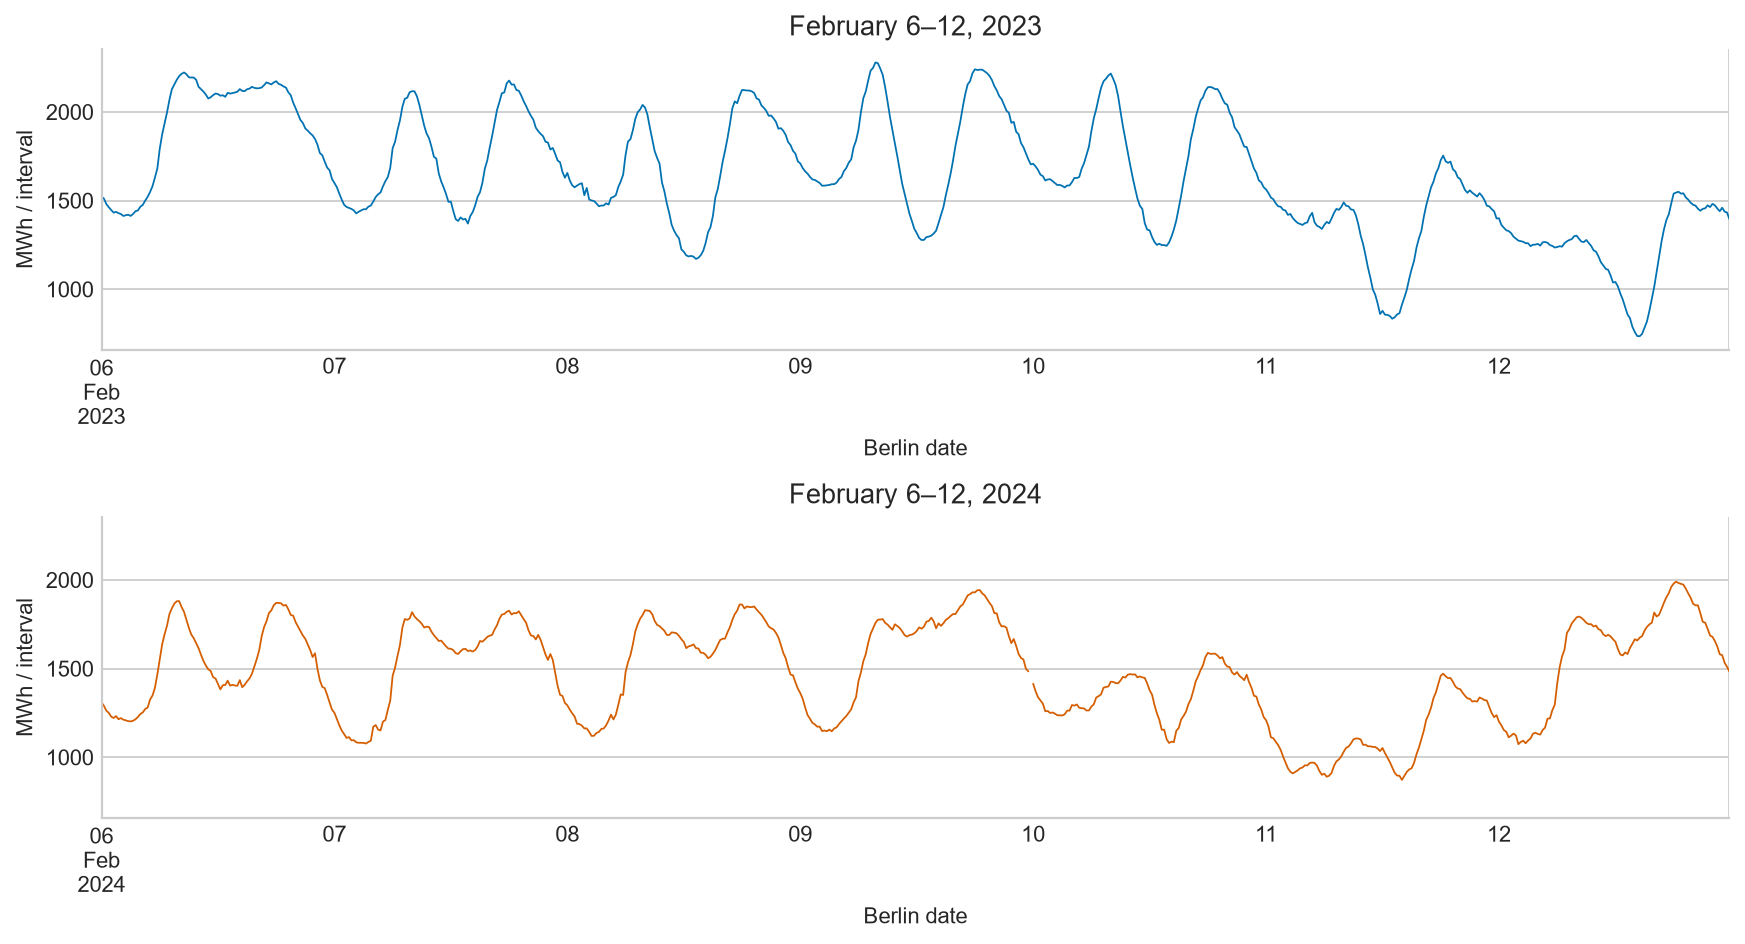 February 6–12, 2023
MWh / interval
2000
1500
1000
06 07 08 09 10 11 12
Feb
2023
Berlin date
February 6–12, 2024
MWh / interval
2000
1500
1000
06 07 08 09 10 11 12
Feb
2024
Berlin date